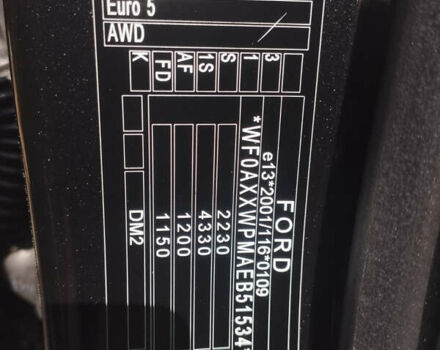 Euro 5
AWD
FORD
e13*2001/116*0109
*WF0AXXWPMAEB51534
2230
4330
1200
1150
DM2
3
1
S
1S
AF
FD
K